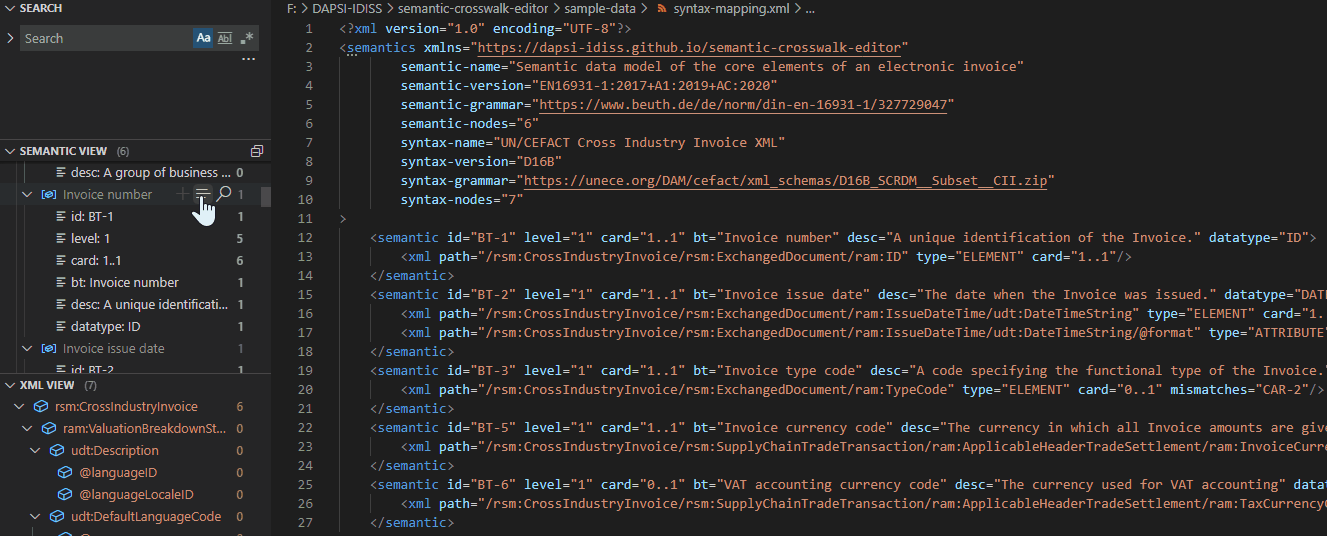 SEARCH
Search
Aa
Abl
.*
...
SEMANTIC VIEW (6)
desc: A group of business ... 0
Invoice number 1
id: BT-1 1
level: 1 5
card: 1..1 6
bt: Invoice number 1
desc: A unique identificati... 1
datatype: ID 1
Invoice issue date 1
id: BT-2 1
XML VIEW (7)
rsm:CrossIndustryInvoice 6
ram:ValuationBreakdownSt... 0
udt:Description 0
@languageID 0
@languageLocaleID 0
udt:DefaultLanguageCode 0
F: > DAPSI-IDISS > semantic-crosswalk-editor > sample-data > syntax-mapping.xml > ...
1 <?xml version="1.0" encoding="UTF-8"?>
2 <semantics xmlns="https://dapsi-idiss.github.io/semantic-crosswalk-editor"
3 semantic-name="Semantic data model of the core elements of an electronic invoice"
4 semantic-version="EN16931-1:2017+A1:2019+AC:2020"
5 semantic-grammar="https://www.beuth.de/de/norm/din-en-16931-1/327729047"
6 semantic-nodes="6"
7 syntax-name="UN/CEFACT Cross Industry Invoice XML"
8 syntax-version="D16B"
9 syntax-grammar="https://unece.org/DAM/cefact/xml_schemas/D16B_SCRDM__Subset__CII.zip"
10 syntax-nodes="7"
11 >
12 <semantic id="BT-1" level="1" card="1..1" bt="Invoice number" desc="A unique identification of the Invoice." datatype="ID">
13 <xml path="/rsm:CrossIndustryInvoice/rsm:ExchangedDocument/ram:ID" type="ELEMENT" card="1..1"/>
14 </semantic>
15 <semantic id="BT-2" level="1" card="1..1" bt="Invoice issue date" desc="The date when the Invoice was issued." datatype="DAT
16 <xml path="/rsm:CrossIndustryInvoice/rsm:ExchangedDocument/ram:IssueDateTime/udt:DateTimeString" type="ELEMENT" card="1.
17 <xml path="/rsm:CrossIndustryInvoice/rsm:ExchangedDocument/ram:IssueDateTime/udt:DateTimeString/@format" type="ATTRIBUTE"
18 </semantic>
19 <semantic id="BT-3" level="1" card="1..1" bt="Invoice type code" desc="A code specifying the functional type of the Invoice."
20 <xml path="/rsm:CrossIndustryInvoice/rsm:ExchangedDocument/ram:TypeCode" type="ELEMENT" card="0..1" mismatches="CAR-2"/>
21 </semantic>
22 <semantic id="BT-5" level="1" card="1..1" bt="Invoice currency code" desc="The currency in which all Invoice amounts are give
23 <xml path="/rsm:CrossIndustryInvoice/rsm:SupplyChainTradeTransaction/ram:ApplicableHeaderTradeSettlement/ram:InvoiceCurre
24 </semantic>
25 <semantic id="BT-6" level="1" card="0..1" bt="VAT accounting currency code" desc="The currency used for VAT accounting" datat
26 <xml path="/rsm:CrossIndustryInvoice/rsm:SupplyChainTradeTransaction/ram:ApplicableHeaderTradeSettlement/ram:TaxCurrency
27 </semantic>